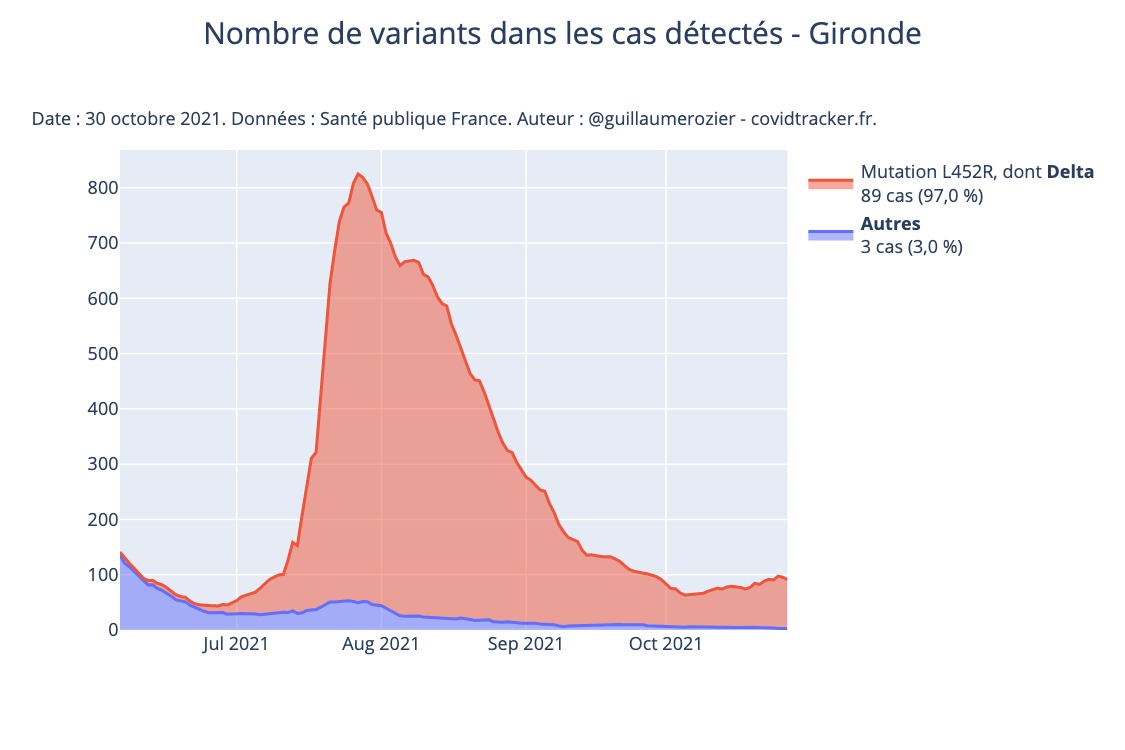 Nombre de variants dans les cas détectés - Gironde
Date : 30 octobre 2021. Données : Santé publique France. Auteur : @guillaumerozier - covidtracker.fr.
Mutation L452R, dont Delta
89 cas (97,0 %)
Autres
3 cas (3,0 %)
800
700
600
500
400
300
200
100
0
Jul 2021 Aug 2021 Sep 2021 Oct 2021